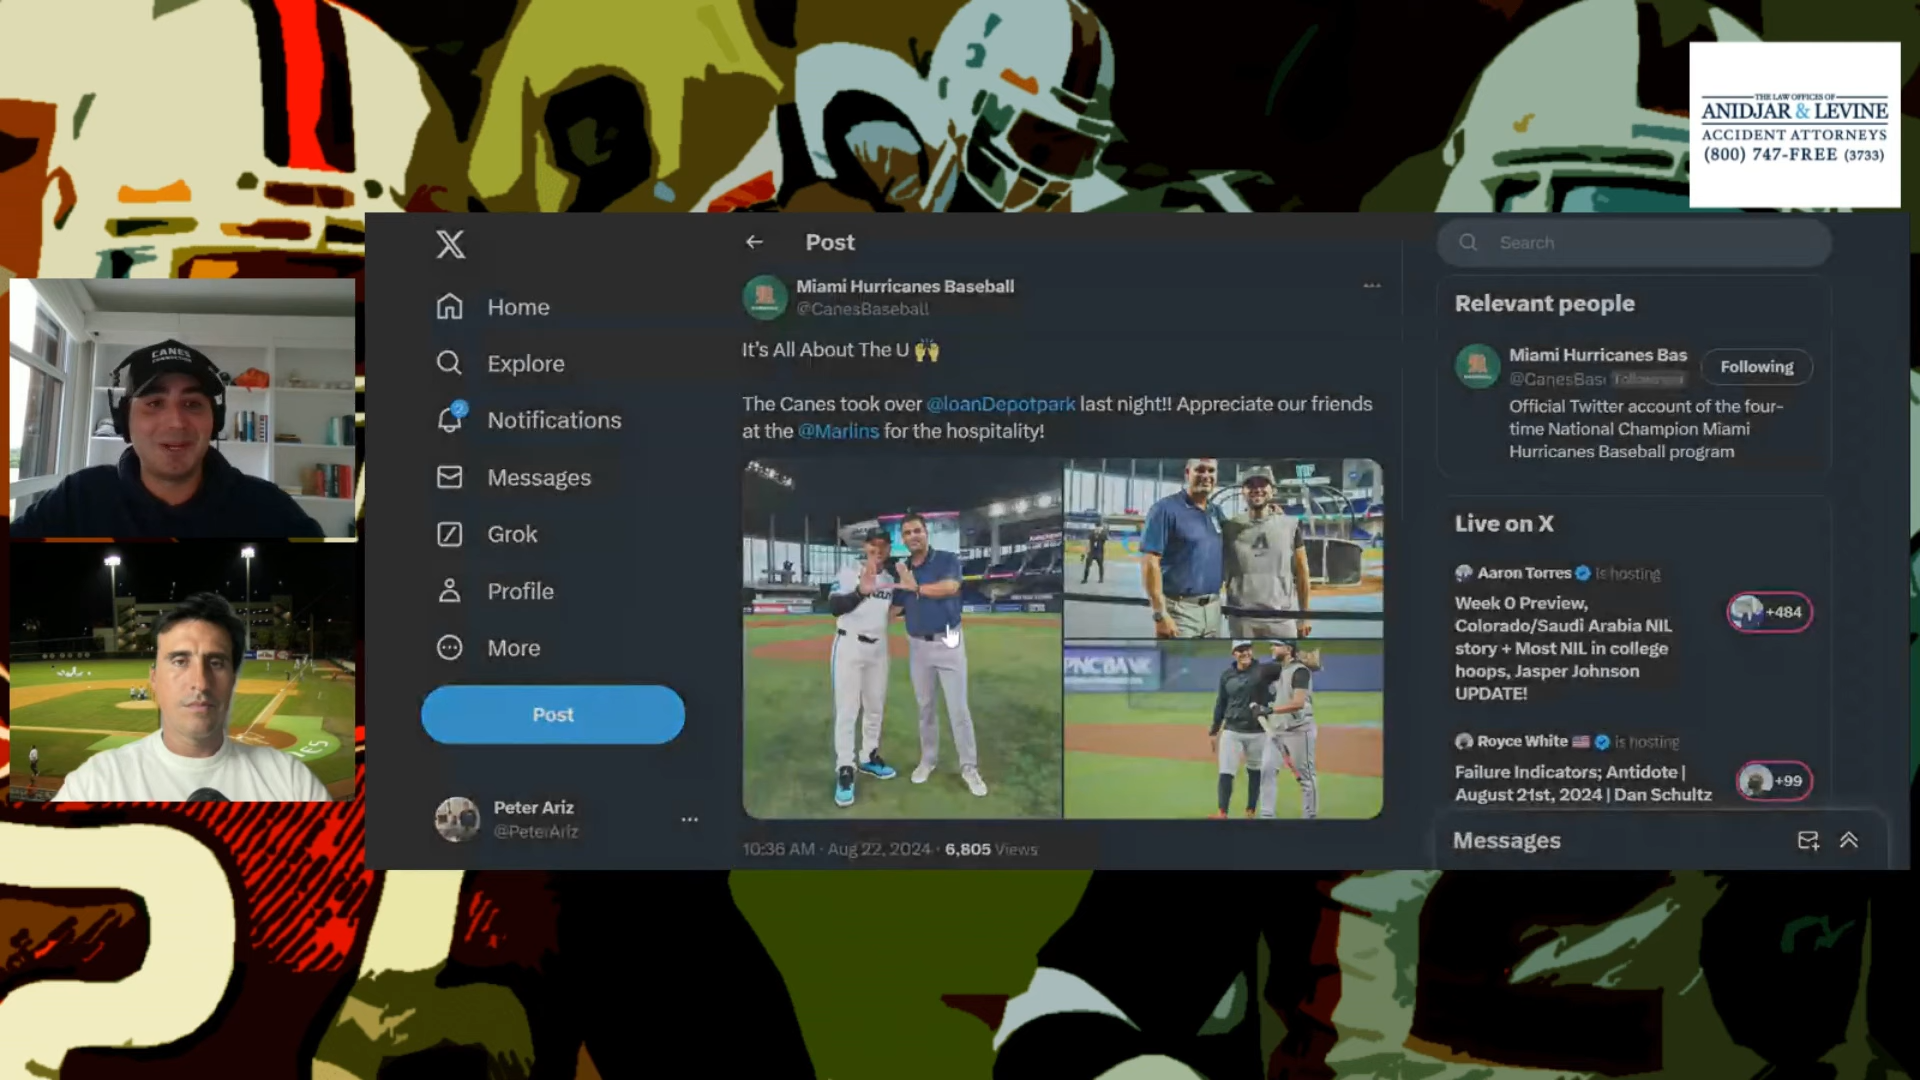 THE LAW OFFICES OF
ANIDJAR & LEVINE
ACCIDENT ATTORNEYS
(800) 747-FREE (3733)
CANES
Home
Explore
2
Notifications
Messages
Grok
Profile
More
Post
Peter Ariz
@PeterAriz
Post
Miami Hurricanes Baseball
@CanesBaseball
It's All About The U 🙌
The Canes took over @loanDepotpark last night!! Appreciate our friends
at the @Marlins for the hospitality!
PNC BANK
10:36 AM · Aug 22, 2024 · 6,805 Views
Search
Relevant people
Miami Hurricanes Bas
@CanesBas
Following
Official Twitter account of the four-
time National Champion Miami
Hurricanes Baseball program
Live on X
Aaron Torres is hosting
Week 0 Preview,
Colorado/Saudi Arabia NIL
story + Most NIL in college
hoops, Jasper Johnson
UPDATE!
+484
Royce White 🇺🇸 is hosting
Failure Indicators; Antidote |
August 21st, 2024 | Dan Schultz
+99
Messages